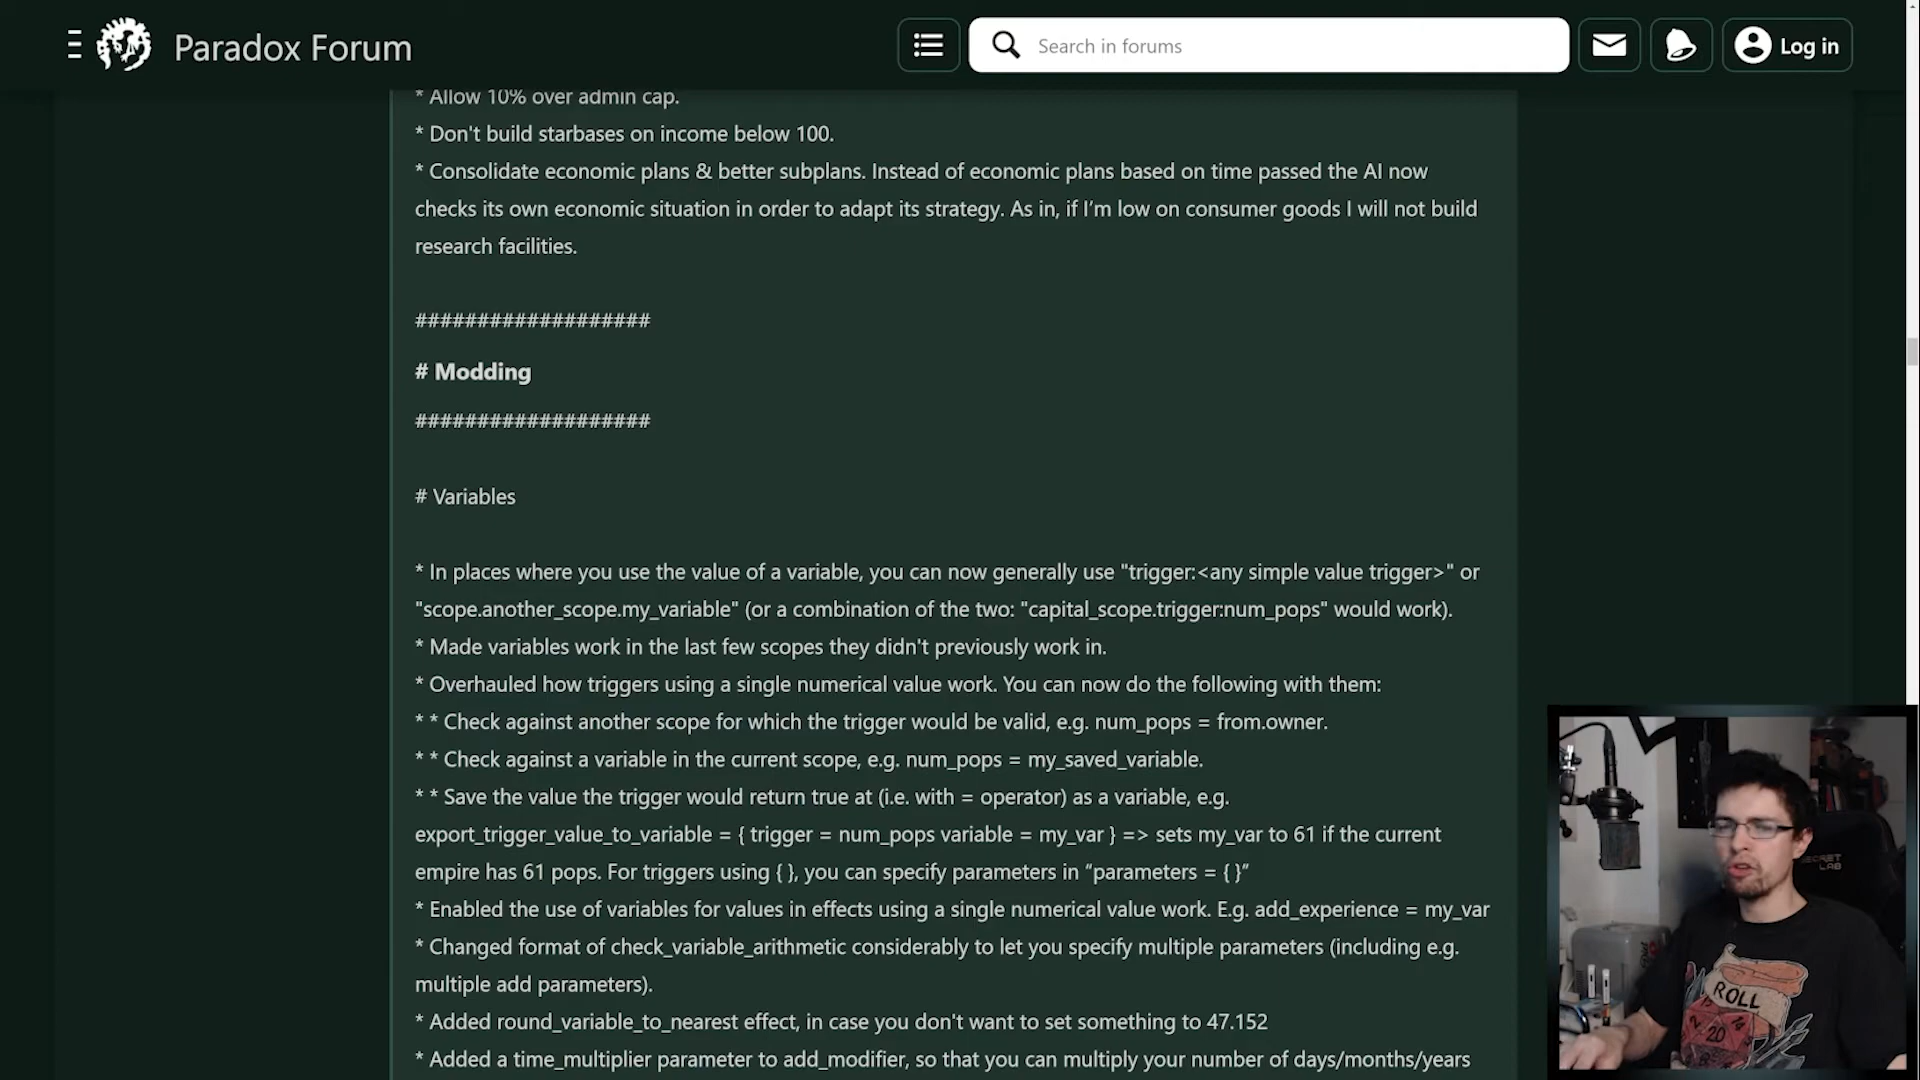 Paradox Forum
Search in forums
Log in
* Allow 10% over admin cap.
* Don't build starbases on income below 100.
* Consolidate economic plans & better subplans. Instead of economic plans based on time passed the AI now
checks its own economic situation in order to adapt its strategy. As in, if I’m low on consumer goods I will not build
research facilities.
###################
# Modding
###################
# Variables
* In places where you use the value of a variable, you can now generally use "trigger:<any simple value trigger>" or
"scope.another_scope.my_variable" (or a combination of the two: "capital_scope.trigger:num_pops" would work).
* Made variables work in the last few scopes they didn't previously work in.
* Overhauled how triggers using a single numerical value work. You can now do the following with them:
* * Check against another scope for which the trigger would be valid, e.g. num_pops = from.owner.
* * Check against a variable in the current scope, e.g. num_pops = my_saved_variable.
* * Save the value the trigger would return true at (i.e. with = operator) as a variable, e.g.
export_trigger_value_to_variable = { trigger = num_pops variable = my_var } => sets my_var to 61 if the current
empire has 61 pops. For triggers using { }, you can specify parameters in “parameters = { }”
* Enabled the use of variables for values in effects using a single numerical value work. E.g. add_experience = my_var
* Changed format of check_variable_arithmetic considerably to let you specify multiple parameters (including e.g.
multiple add parameters).
* Added round_variable_to_nearest effect, in case you don't want to set something to 47.152
* Added a time_multiplier parameter to add_modifier, so that you can multiply your number of days/months/years
SECRET
LAB
ROLL
20